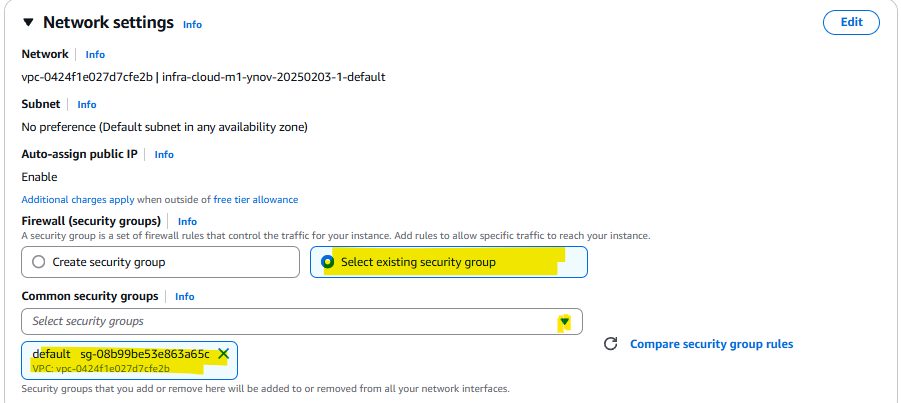 Network settings Info
Edit
Network Info
vpc-0424f1e027d7cfe2b | infra-cloud-m1-ynov-20250203-1-default
Subnet Info
No preference (Default subnet in any availability zone)
Auto-assign public IP Info
Enable
Additional charges apply when outside of free tier allowance
Firewall (security groups) Info
A security group is a set of firewall rules that control the traffic for your instance. Add rules to allow specific traffic to reach your instance.
Create security group
Select existing security group
Common security groups Info
Select security groups
default sg-08b99be53e863a65c
VPC: vpc-0424f1e027d7cfe2b
Compare security group rules
Security groups that you add or remove here will be added to or removed from all your network interfaces.